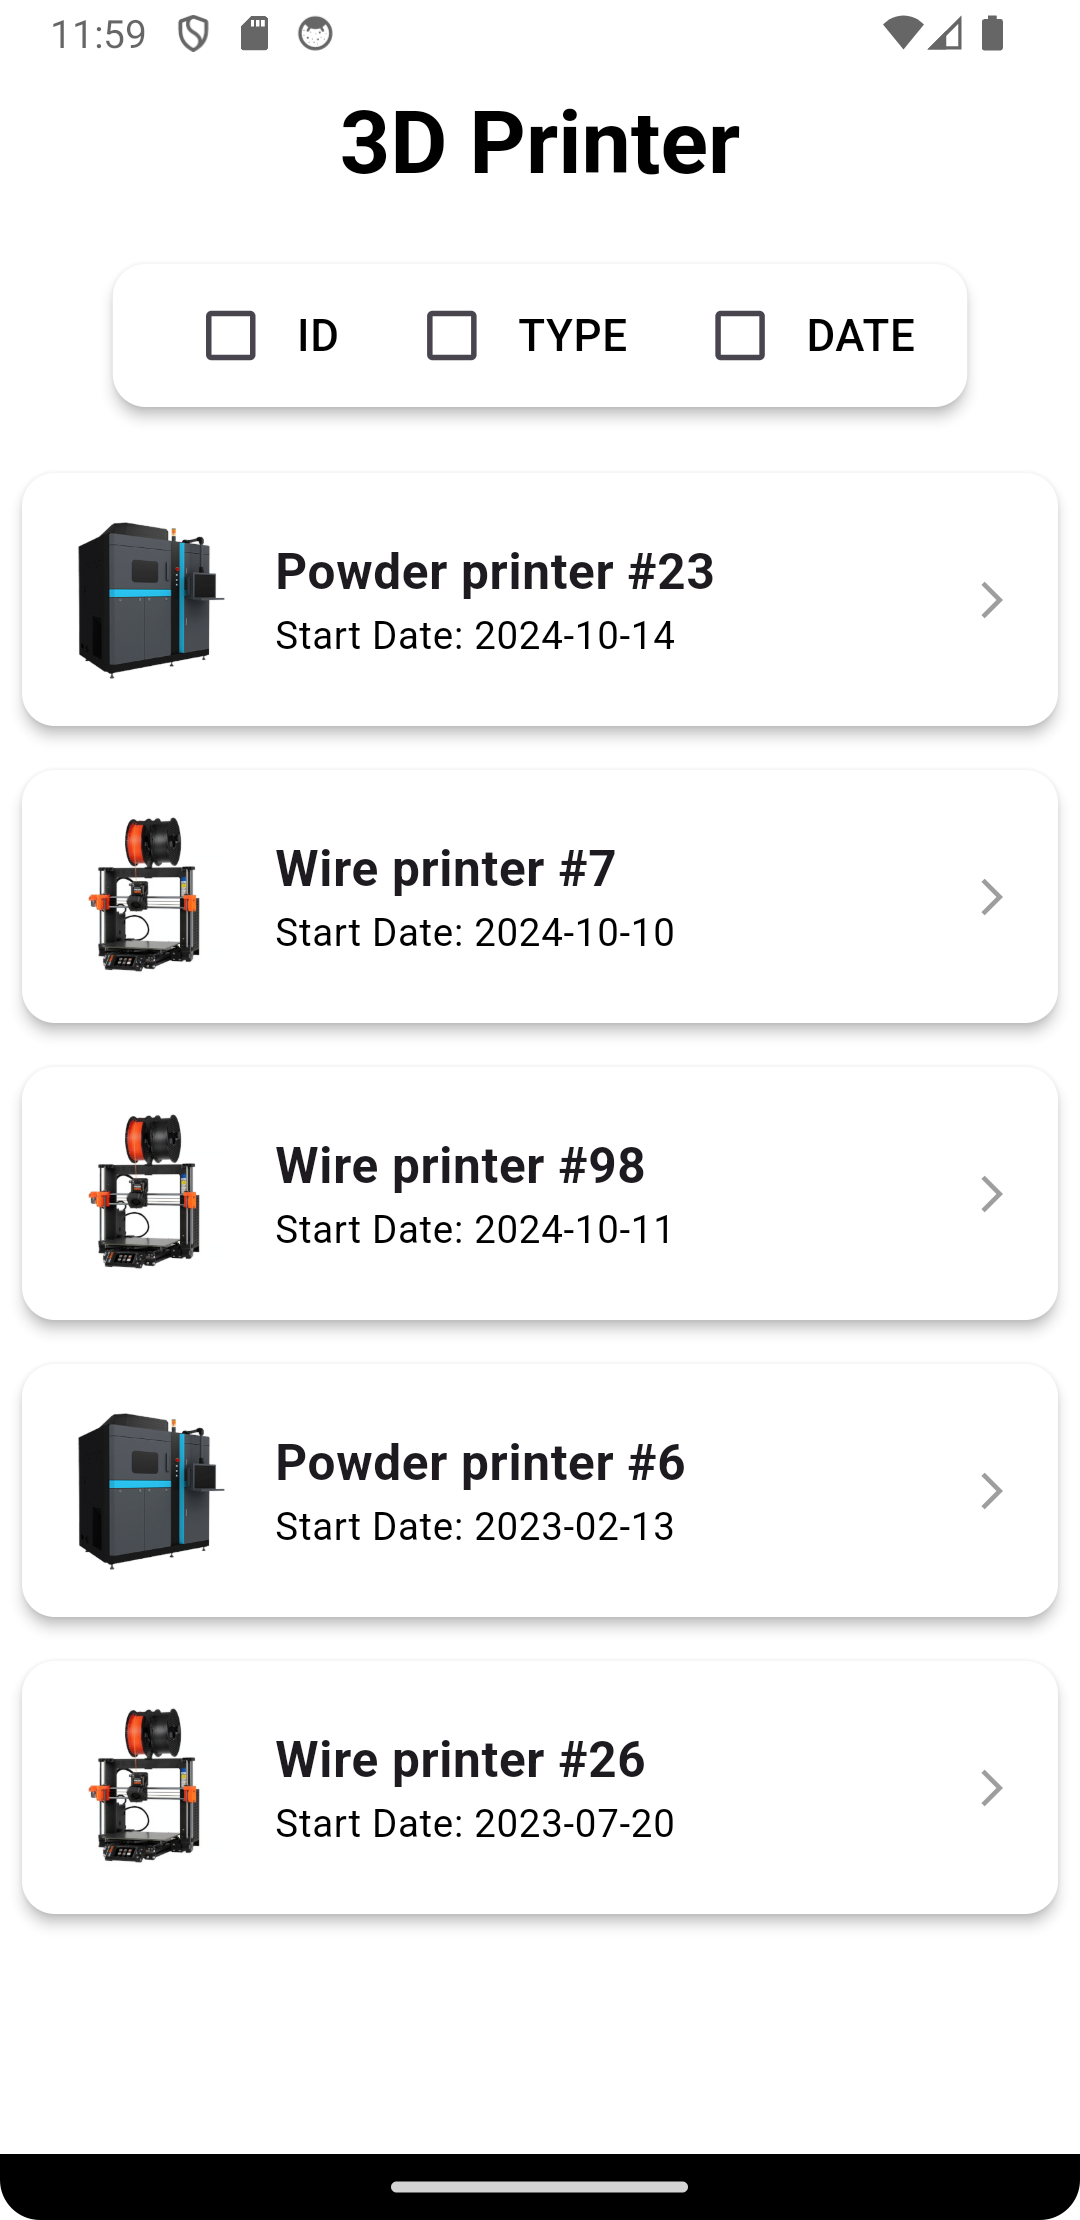 11:59
3D Printer
ID TYPE DATE
Powder printer #23
Start Date: 2024-10-14
Wire printer #7
Start Date: 2024-10-10
Wire printer #98
Start Date: 2024-10-11
Powder printer #6
Start Date: 2023-02-13
Wire printer #26
Start Date: 2023-07-20